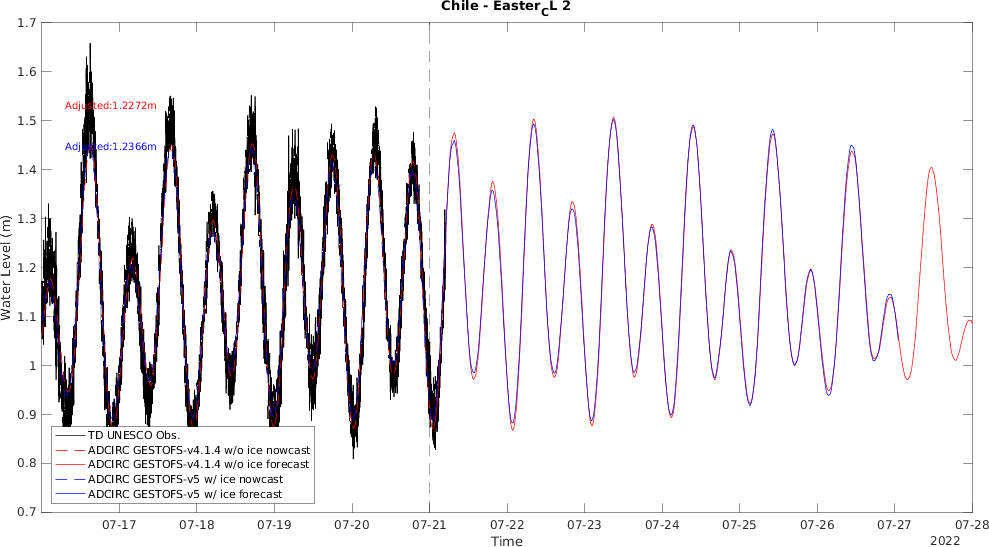 Chile - Easter_CL 2
Water Level (m)
1.7
1.6
1.5
1.4
1.3
1.2
1.1
1
0.9
0.8
0.7
Adjusted:1.2272m
Adjusted:1.2366m
TD UNESCO Obs.
ADCIRC GESTOFS-v4.1.4 w/o ice nowcast
ADCIRC GESTOFS-v4.1.4 w/o ice forecast
ADCIRC GESTOFS-v5 w/ ice nowcast
ADCIRC GESTOFS-v5 w/ ice forecast
07-17 07-18 07-19 07-20 07-21 07-22 07-23 07-24 07-25 07-26 07-27 07-28
Time
2022